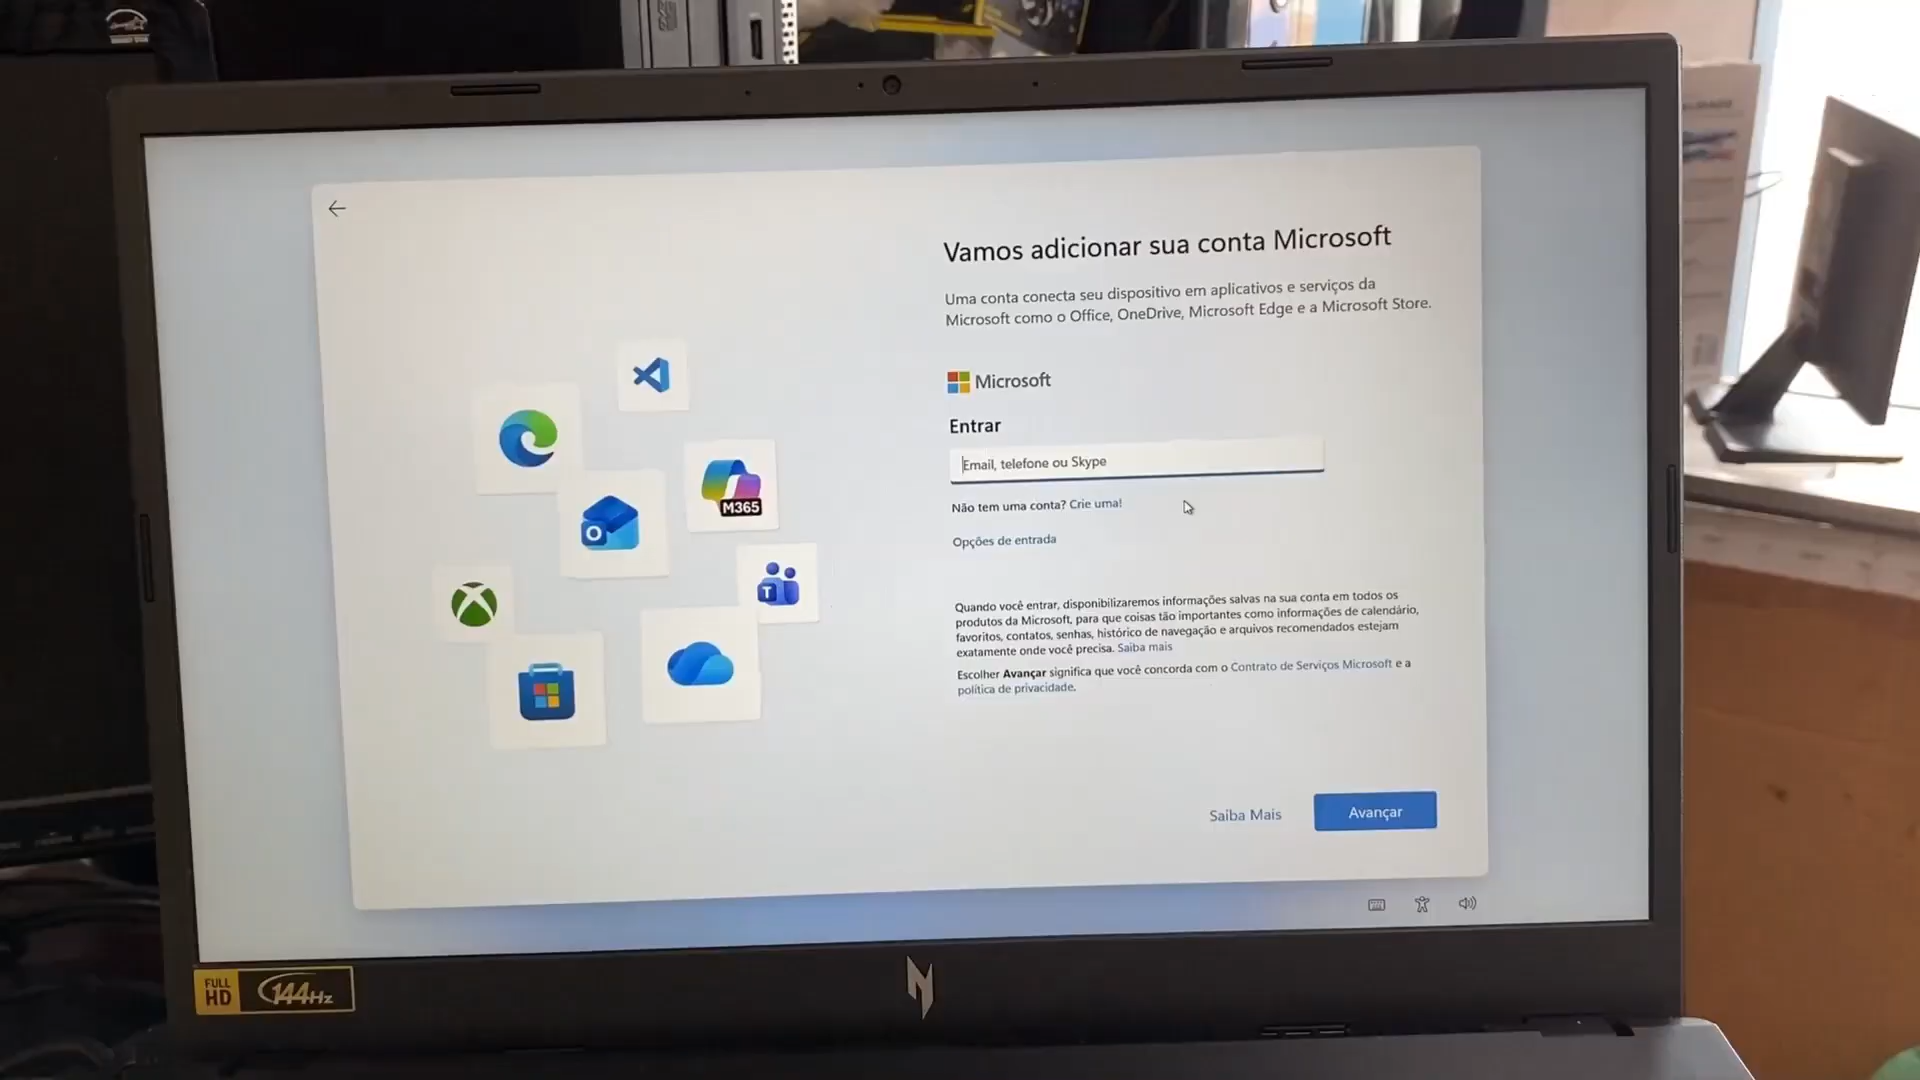 Vamos adicionar sua conta Microsoft
Uma conta conecta seu dispositivo em aplicativos e serviços da
Microsoft como o Office, OneDrive, Microsoft Edge e a Microsoft Store.
Microsoft
Entrar
Email, telefone ou Skype
Não tem uma conta? Crie uma!
Opções de entrada
M365
Quando você entrar, disponibilizaremos informações salvas na sua conta em todos os
produtos da Microsoft, para que coisas tão importantes como informações de calendário,
favoritos, contatos, senhas, histórico de navegação e arquivos recomendados estejam
exatamente onde você precisa. Saiba mais
Escolher Avançar significa que você concorda com o Contrato de Serviços Microsoft e a
política de privacidade.
Saiba Mais
Avançar
FULL
HD
144Hz